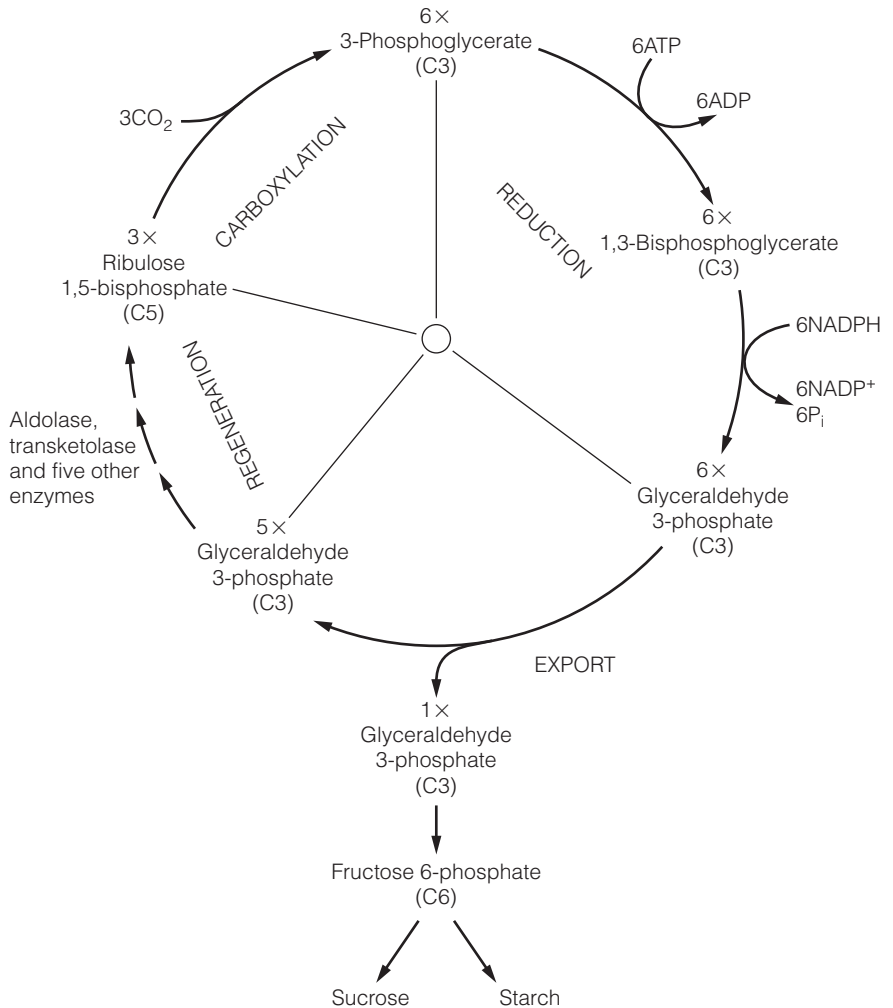 6×
3-Phosphoglycerate
(C3)
6ATP
6ADP
3CO₂
CARBOXYLATION
REDUCTION
6×
1,3-Bisphosphoglycerate
(C3)
3×
Ribulose
1,5-bisphosphate
(C5)
6NADPH
6NADP⁺
6Pᵢ
REGENERATION
Aldolase,
transketolase
and five other
enzymes
6×
Glyceraldehyde
3-phosphate
(C3)
5×
Glyceraldehyde
3-phosphate
(C3)
EXPORT
1×
Glyceraldehyde
3-phosphate
(C3)
Fructose 6-phosphate
(C6)
Sucrose
Starch